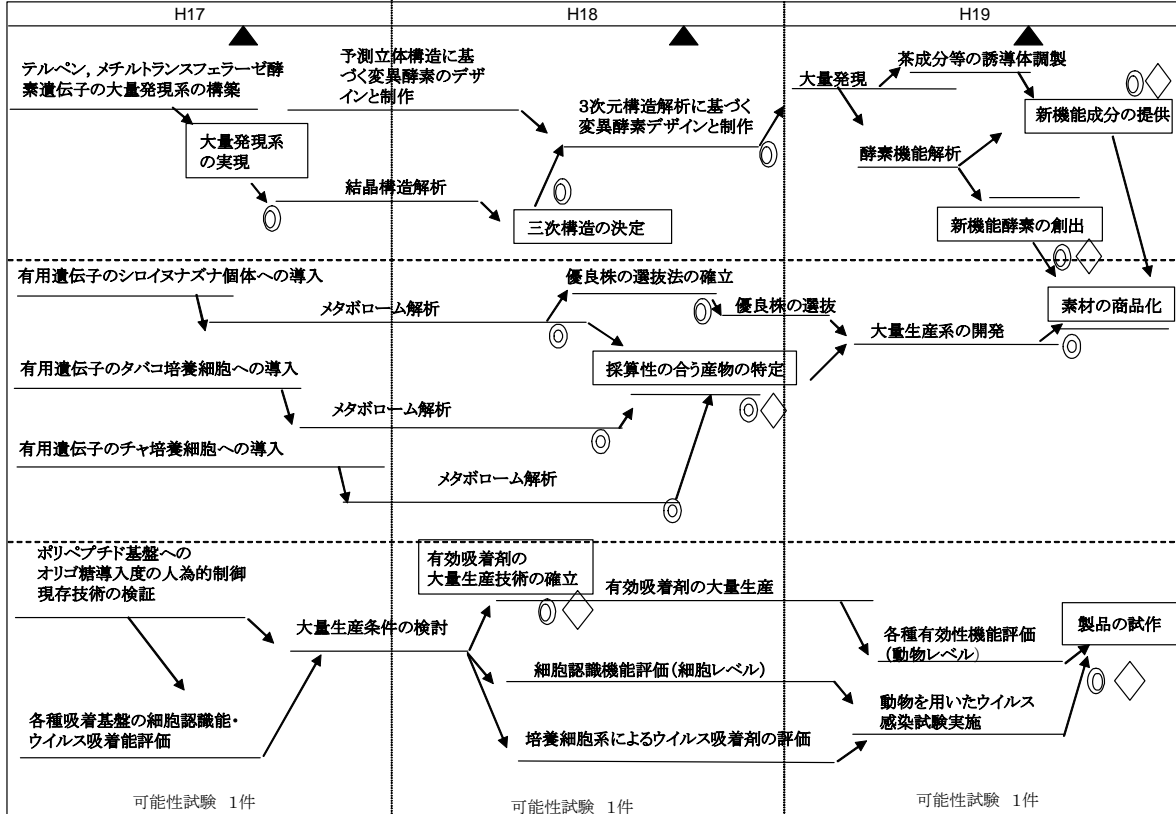 H17
H18
H19
テルペン，メチルトランスフェラーゼ酵
素遺伝子の大量発現系の構築
大量発現系
の実現
予測立体構造に基
づく変異酵素のデザ
インと制作
結晶構造解析
三次構造の決定
3次元構造解析に基づく
変異酵素デザインと制作
大量発現
茶成分等の誘導体調製
新機能成分の提供
酵素機能解析
新機能酵素の創出
有用遺伝子のシロイヌナズナ個体への導入
メタボローム解析
優良株の選抜法の確立
優良株の選抜
大量生産系の開発
素材の商品化
有用遺伝子のタバコ培養細胞への導入
メタボローム解析
採算性の合う産物の特定
有用遺伝子のチャ培養細胞への導入
メタボローム解析
ポリペプチド基盤への
オリゴ糖導入度の人為的制御
現存技術の検証
大量生産条件の検討
有効吸着剤の
大量生産技術の確立
有効吸着剤の大量生産
各種有効性機能評価
(動物レベル)
製品の試作
細胞認識機能評価(細胞レベル)
動物を用いたウイルス
感染試験実施
各種吸着基盤の細胞認識能・
ウイルス吸着能評価
培養細胞系によるウイルス吸着剤の評価
可能性試験 1件
可能性試験 1件
可能性試験 1件